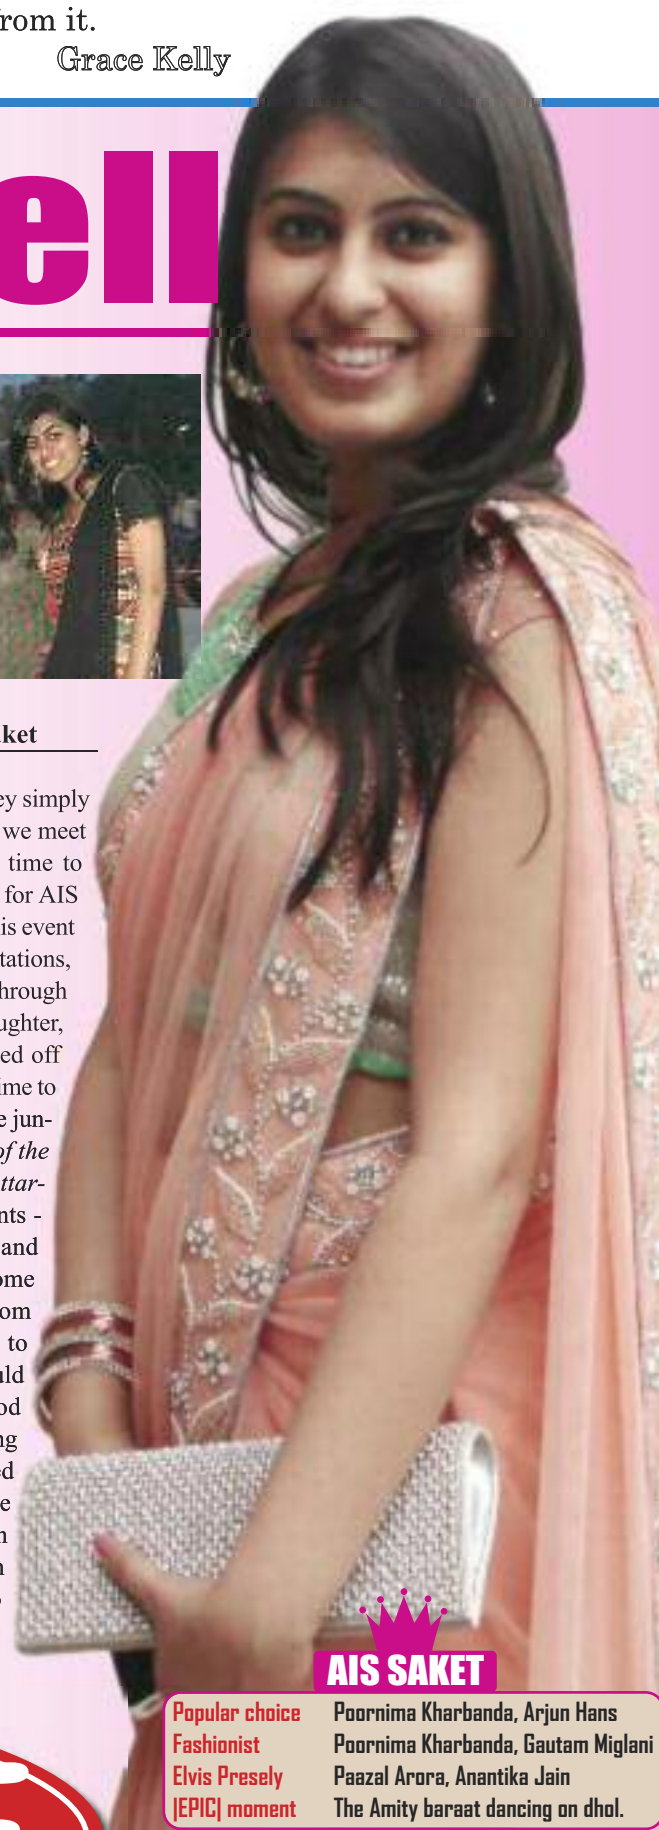 from it.
Grace Kelly
ell
ket
ey simply
we meet
time to
for AIS
is event
tations,
hrough
ughter,
ed off
ime to
e jun-
of the
ttar-
nts -
and
ome
om
to
uld
od
ng
ed
e
n
n
AIS SAKET
Popular choice Poornima Kharbanda, Arjun Hans
Fashionist Poornima Kharbanda, Gautam Miglani
Elvis Presely Paazal Arora, Anantika Jain
|EPIC| moment The Amity baraat dancing on dhol.